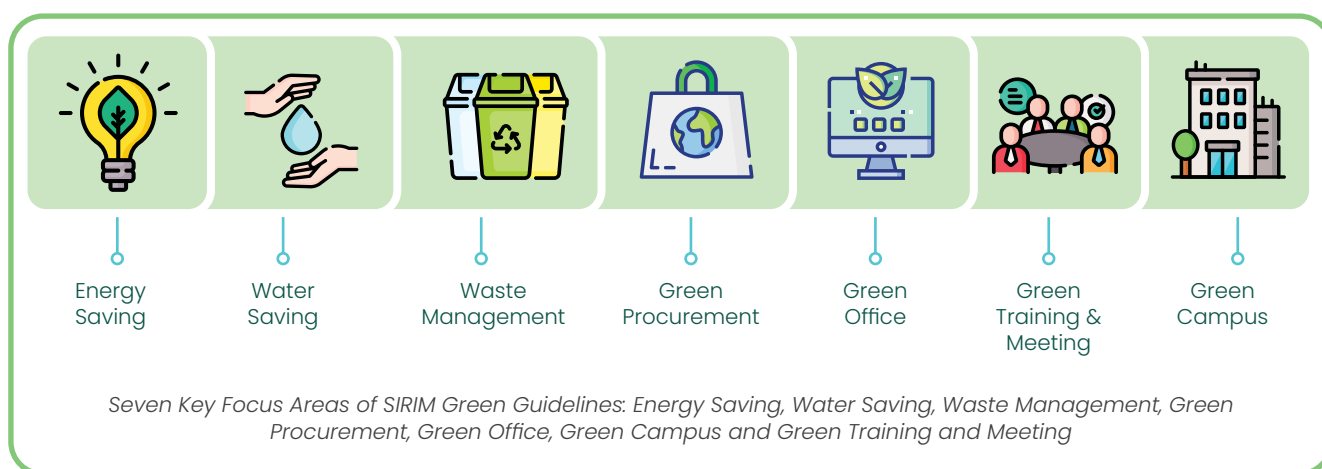 Energy
Saving
Water
Saving
Waste
Management
Green
Procurement
Green
Office
Green
Training &
Meeting
Green
Campus
Seven Key Focus Areas of SIRIM Green Guidelines: Energy Saving, Water Saving, Waste Management, Green
Procurement, Green Office, Green Campus and Green Training and Meeting